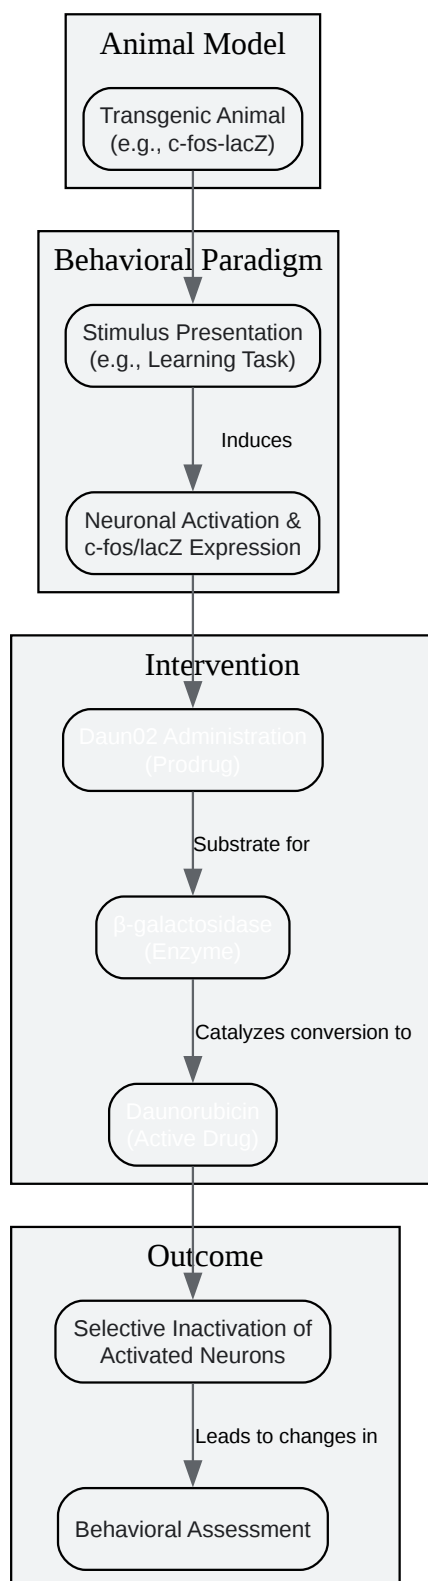 Animal Model
Transgenic Animal
(e.g., c-fos-lacZ)
Behavioral Paradigm
Stimulus Presentation
(e.g., Learning Task)
Induces
Neuronal Activation &
c-fos/lacZ Expression
Intervention
Daun02 Administration
(Prodrug)
Substrate for
β-galactosidase
(Enzyme)
Catalyzes conversion to
Daunorubicin
(Active Drug)
Outcome
Selective Inactivation of
Activated Neurons
Leads to changes in
Behavioral Assessment